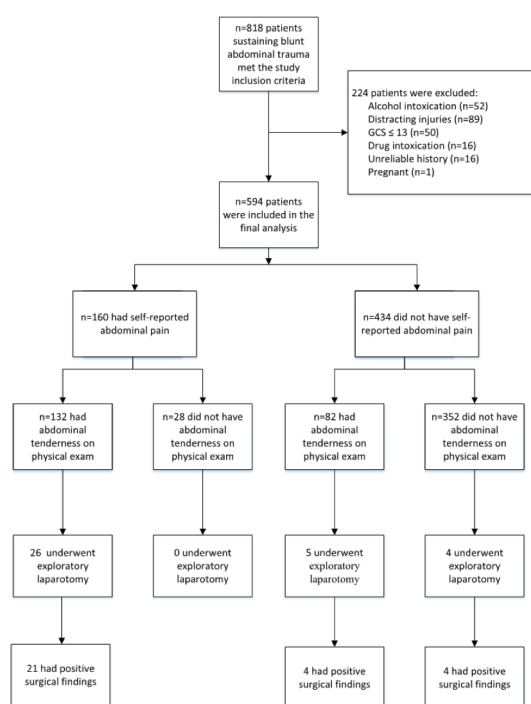 n=818 patients
sustaining blunt
abdominal trauma
met the study
inclusion criteria
224 patients were excluded:
Alcohol intoxication (n=52)
Distracting injuries (n=89)
GCS ≤ 13 (n=50)
Drug intoxication (n=16)
Unreliable history (n=16)
Pregnant (n=1)
n=594 patients
were included in the
final analysis
n=160 had self-reported
abdominal pain
n=434 did not have self-
reported abdominal pain
n=132 had
abdominal
tenderness on
physical exam
n=28 did not have
abdominal
tenderness on
physical exam
n=82 had
abdominal
tenderness on
physical exam
n=352 did not have
abdominal
tenderness on
physical exam
26 underwent
exploratory
laparotomy
0 underwent
exploratory
laparotomy
5 underwent
exploratory
laparotomy
4 underwent
exploratory
laparotomy
21 had positive
surgical findings
4 had positive
surgical findings
4 had positive
surgical findings